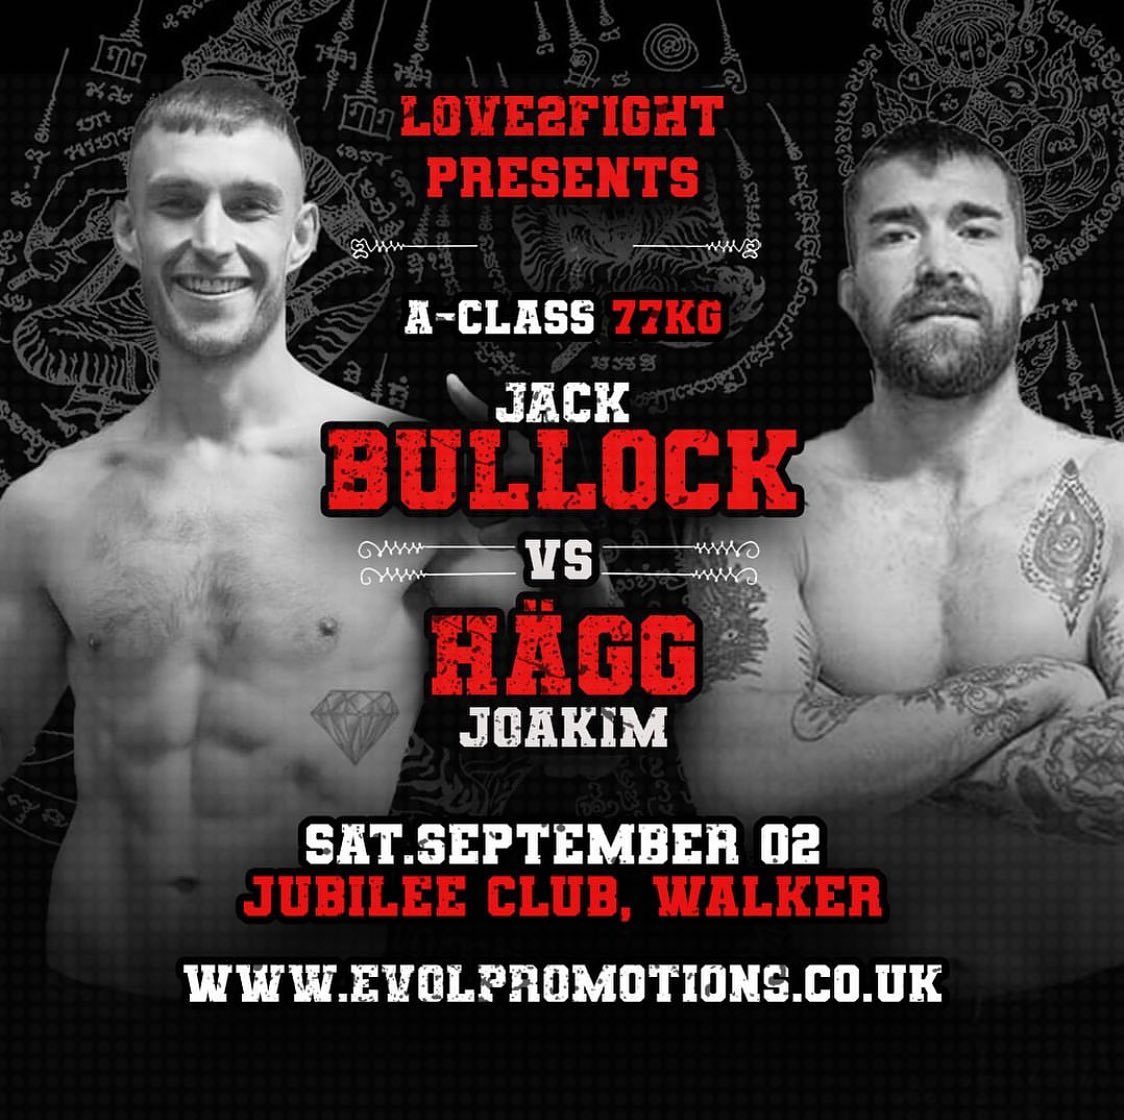 LOVE2FIGHT
PRESENTS
A-CLASS 77KG
JACK
BULLOCK
VS
HÄGG
JOAKIM
SAT.SEPTEMBER 02
JUBILEE CLUB, WALKER
WWW.EVOLPROMOTIONS.CO.UK